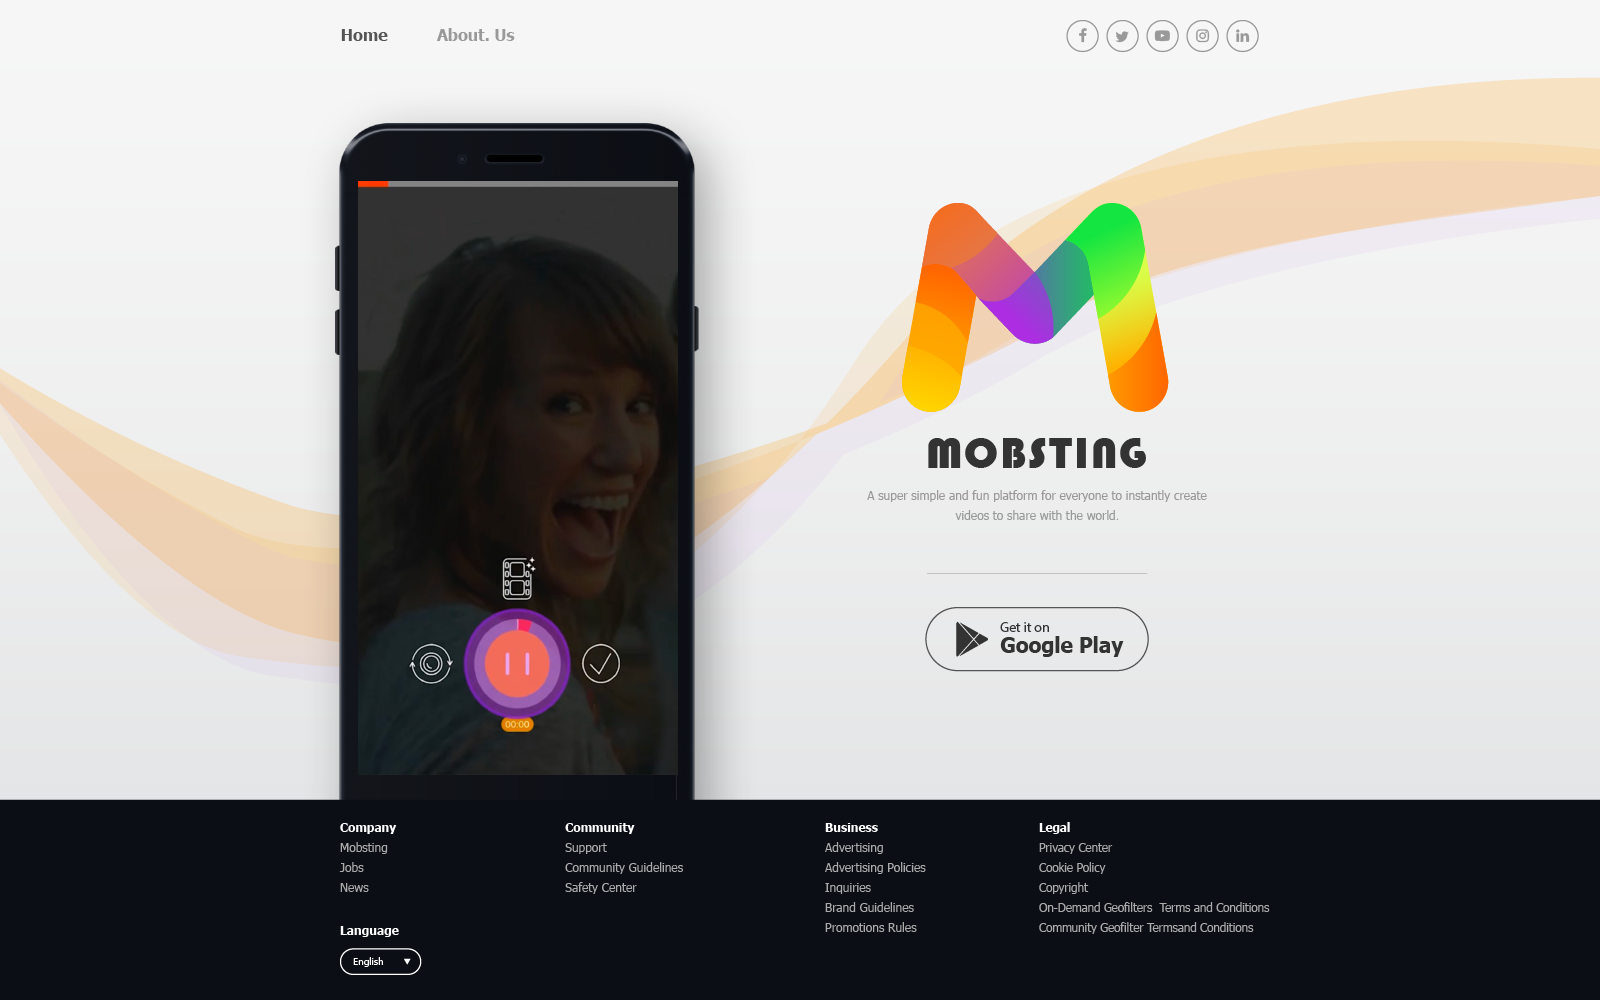 Home
About. Us
MOBSTING
A super simple and fun platform for everyone to instantly create
videos to share with the world.
Get it on
Google Play
00:00
Company
Mobsting
Jobs
News
Language
English
Community
Support
Community Guidelines
Safety Center
Business
Advertising
Advertising Policies
Inquiries
Brand Guidelines
Promotions Rules
Legal
Privacy Center
Cookie Policy
Copyright
On-Demand Geofilters  Terms and Conditions
Community Geofilter Termsand Conditions